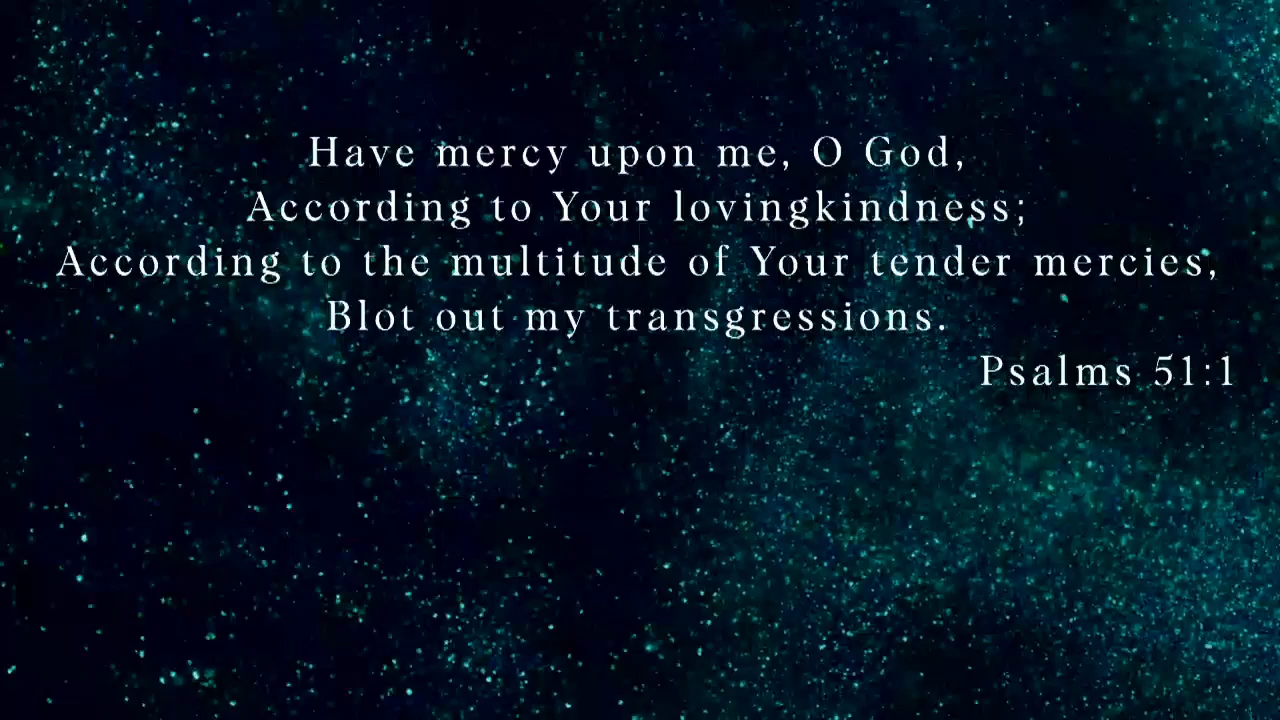 Have mercy upon me, O God,
According to Your lovingkindness;
According to the multitude of Your tender mercies,
Blot out my transgressions.
Psalms 51:1